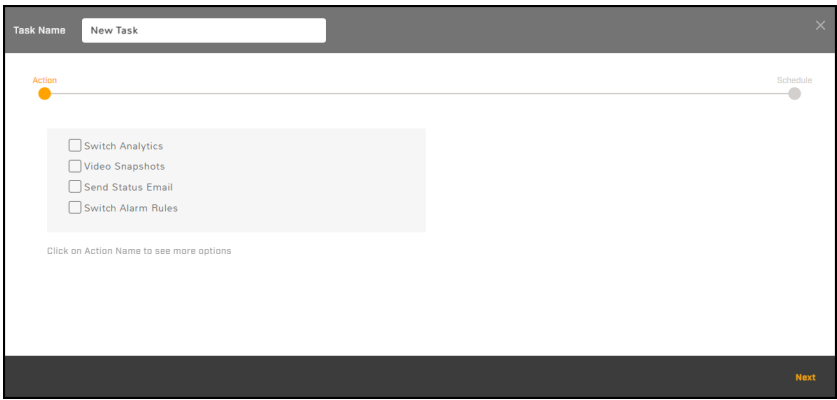 Task Name New Task
Action Schedule
Switch Analytics
Video Snapshots
Send Status Email
Switch Alarm Rules
Click on Action Name to see more options
Next